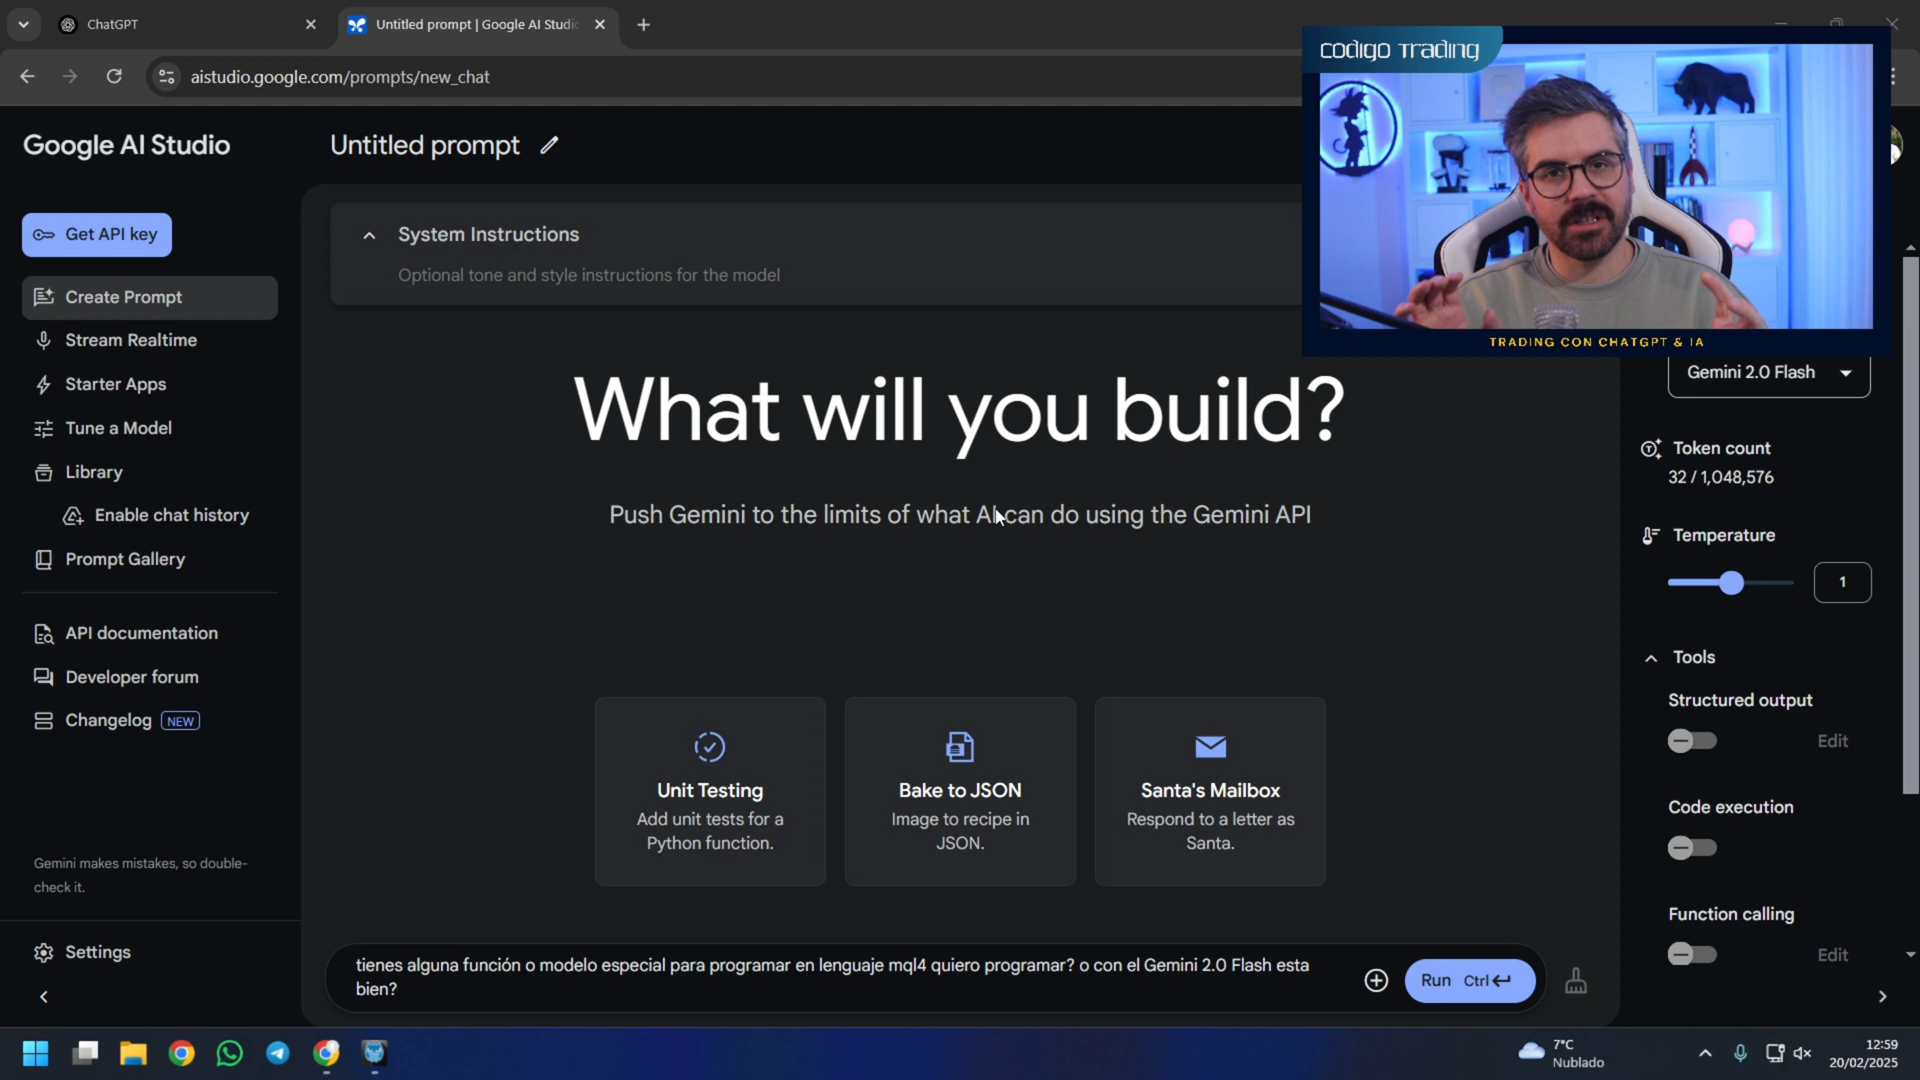 ChatGPT
Untitled prompt | Google AI Studi
aistudio.google.com/prompts/new_chat
codigo Trading
TRADING CON CHATGPT & IA
Google AI Studio
Get API key
Create Prompt
Stream Realtime
Starter Apps
Tune a Model
Library
Enable chat history
Prompt Gallery
API documentation
Developer forum
Changelog NEW
Gemini makes mistakes, so double-
check it.
Settings
Untitled prompt
System Instructions
Optional tone and style instructions for the model
What will you build?
Push Gemini to the limits of what AI can do using the Gemini API
Unit Testing
Add unit tests for a
Python function.
Bake to JSON
Image to recipe in
JSON.
Santa's Mailbox
Respond to a letter as
Santa.
tienes alguna función o modelo especial para programar en lenguaje mql4 quiero programar? o con el Gemini 2.0 Flash esta
bien?
Run Ctrl
Gemini 2.0 Flash
Token count
32 / 1,048,576
Temperature
1
Tools
Structured output
Edit
Code execution
Function calling
Edit
7°C
Nublado
12:59
20/02/2025